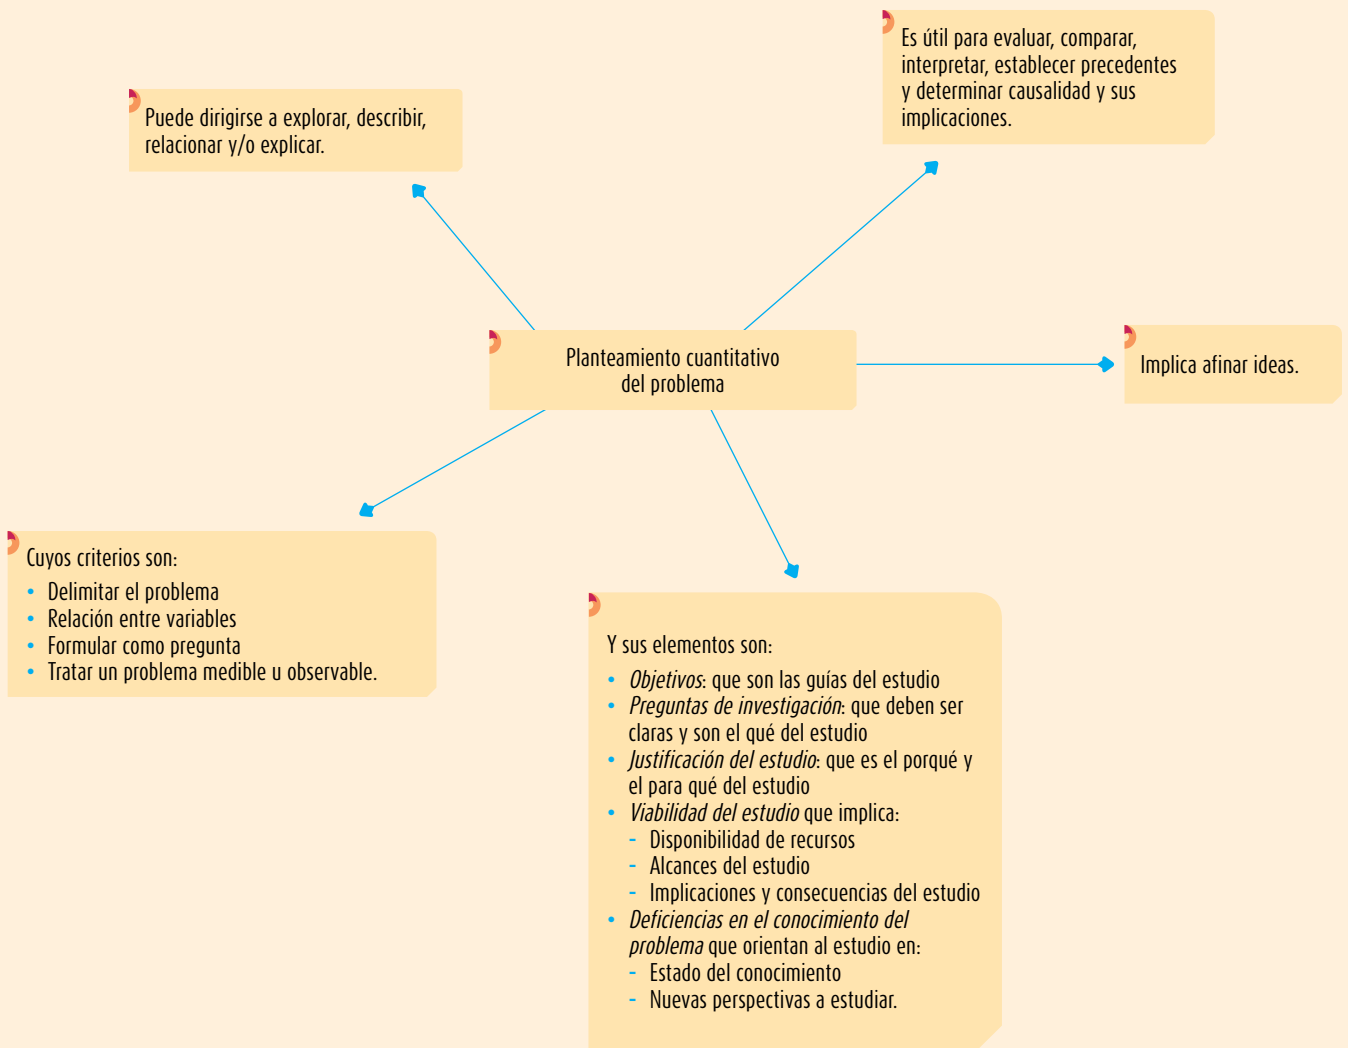 Es útil para evaluar, comparar,
interpretar, establecer precedentes
y determinar causalidad y sus
implicaciones.
Puede dirigirse a explorar, describir,
relacionar y/o explicar.
Planteamiento cuantitativo
del problema
Implica afinar ideas.
Cuyos criterios son:
• Delimitar el problema
• Relación entre variables
• Formular como pregunta
• Tratar un problema medible u observable.
Y sus elementos son:
• Objetivos: que son las guías del estudio
• Preguntas de investigación: que deben ser
claras y son el qué del estudio
• Justificación del estudio: que es el porqué y
el para qué del estudio
• Viabilidad del estudio que implica:
- Disponibilidad de recursos
- Alcances del estudio
- Implicaciones y consecuencias del estudio
• Deficiencias en el conocimiento del
problema que orientan al estudio en:
- Estado del conocimiento
- Nuevas perspectivas a estudiar.